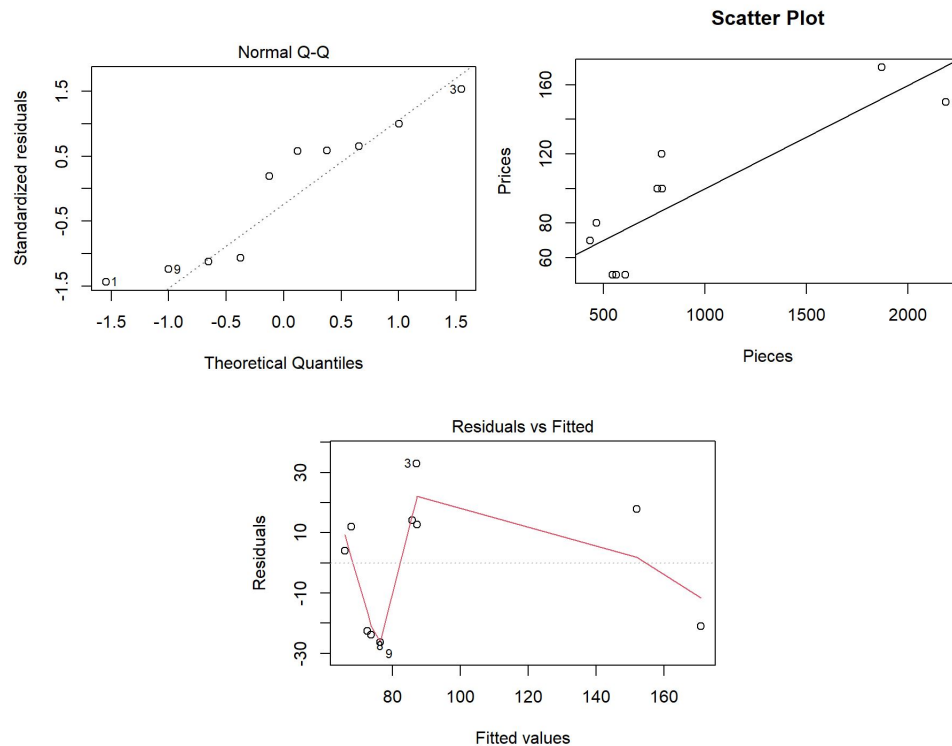 Normal Q-Q
Standardized residuals
1.5
0.5
-0.5
-1.5
1
9
3
-1.5 -1.0 -0.5 0.0 0.5 1.0 1.5
Theoretical Quantiles
Scatter Plot
Prices
160
120
80
60
500 1000 1500 2000
Pieces
Residuals vs Fitted
Residuals
30
10
-10
-30
3
8
9
80 100 120 140 160
Fitted values